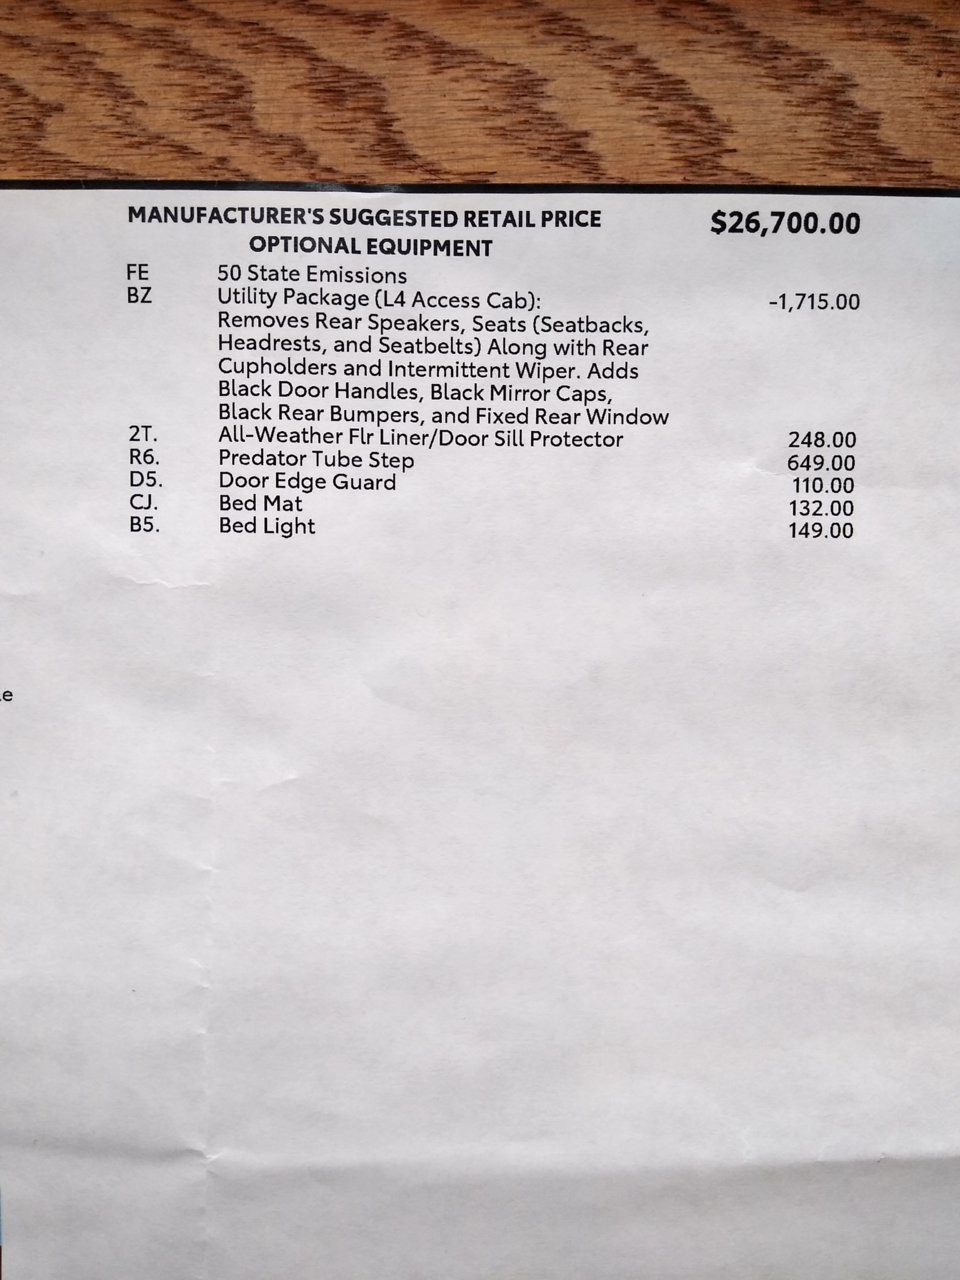 MANUFACTURER'S SUGGESTED RETAIL PRICE $26,700.00
OPTIONAL EQUIPMENT
FE 50 State Emissions
BZ Utility Package (L4 Access Cab): -1,715.00
Removes Rear Speakers, Seats (Seatbacks,
Headrests, and Seatbelts) Along with Rear
Cupholders and Intermittent Wiper. Adds
Black Door Handles, Black Mirror Caps,
Black Rear Bumpers, and Fixed Rear Window
2T. All-Weather Flr Liner/Door Sill Protector 248.00
R6. Predator Tube Step 649.00
D5. Door Edge Guard 110.00
CJ. Bed Mat 132.00
B5. Bed Light 149.00